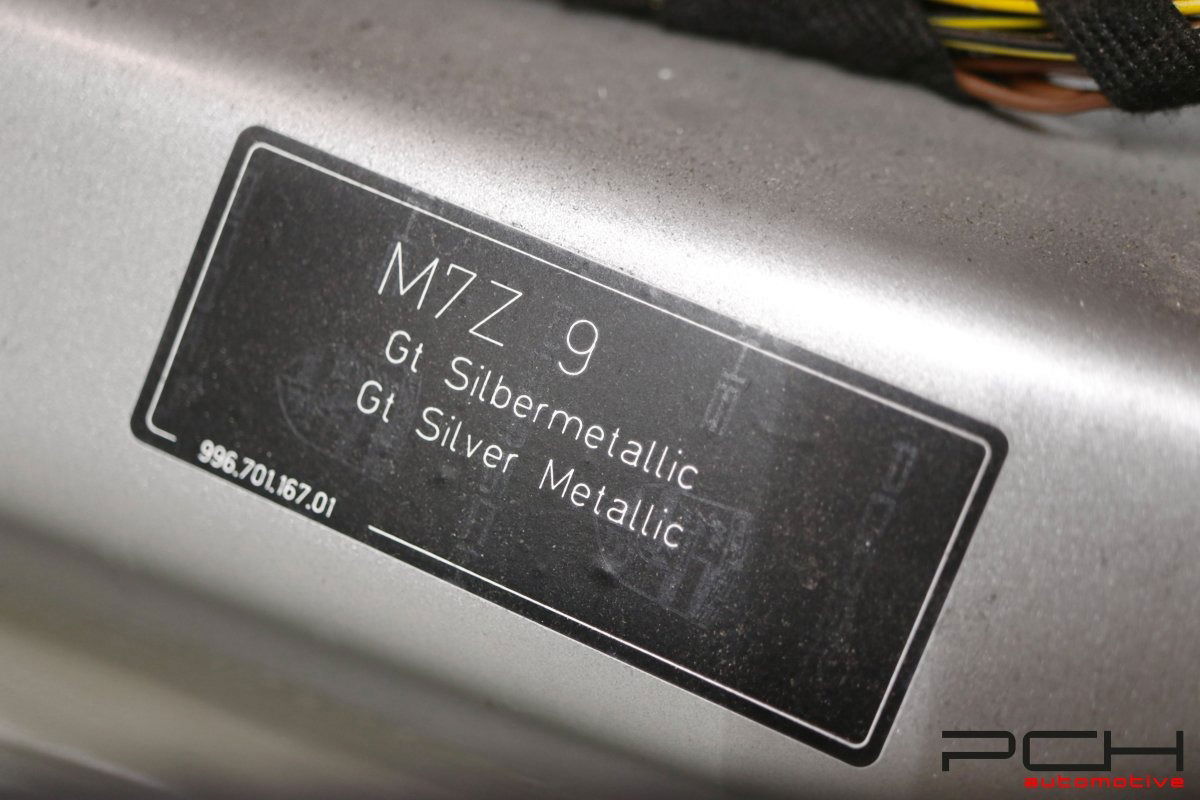 M7Z 9
Gt Silbermetallic
Gt Silver Metallic
996.701.167.01
PCH
automotive